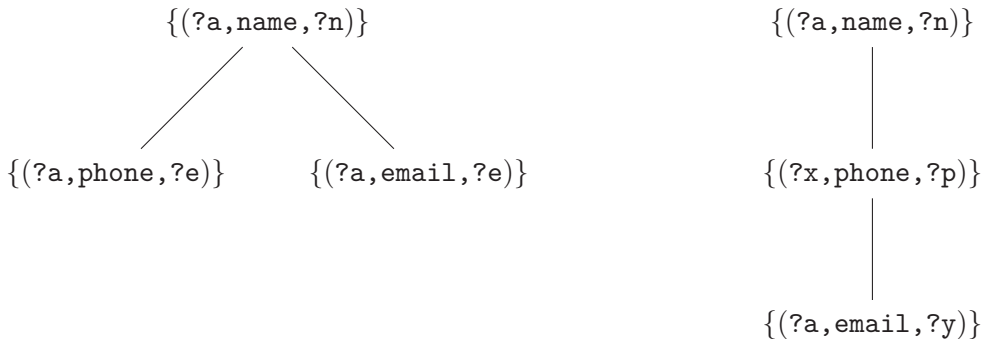 {(?a,name,?n)} {(?a,name,?n)}
{(?a,phone,?e)} {(?a,email,?e)} {(?x,phone,?p)}
{(?a,email,?y)}